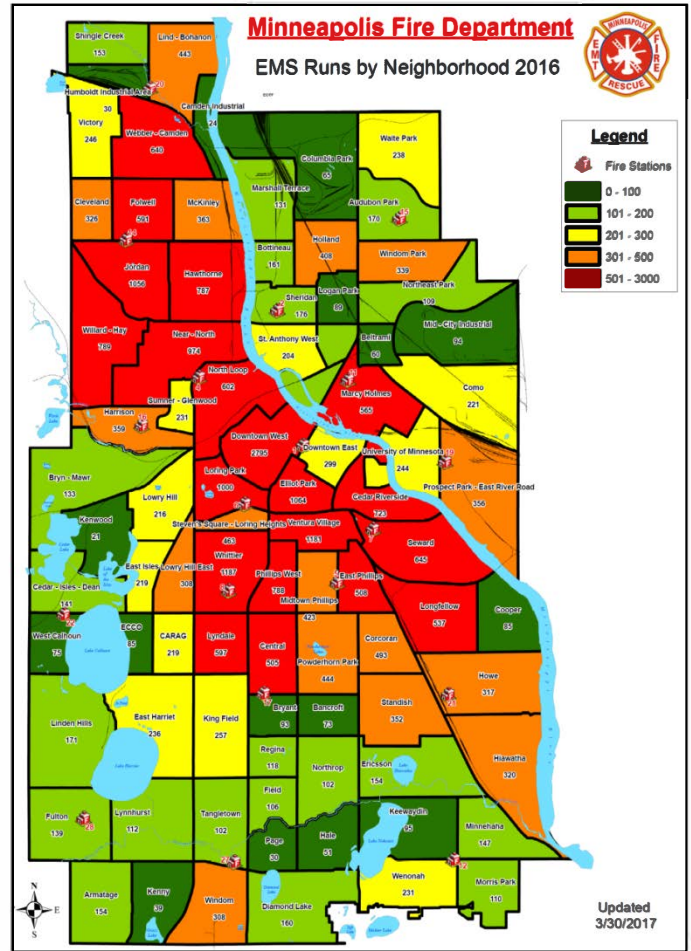 Minneapolis Fire Department
EMS Runs by Neighborhood 2016
MINNEAPOLIS
EMT
FIRE
RESCUE
Legend
Fire Stations
0 - 100
101 - 200
201 - 300
301 - 500
501 - 3000
Shingle Creek
153
Lind - Bohanon
443
Humboldt Industrial Area
30
Camden Industrial
24
Victory
246
Webber - Camden
640
Columbia Park
65
Waite Park
238
Marshall Terrace
131
Audubon Park
178
Cleveland
326
Folwell
591
McKinley
363
Bottineau
161
Holland
408
Windom Park
339
Jordan
1056
Hawthorne
787
Logan Park
89
Northeast Park
109
Sheridan
176
Willard - Hay
789
Near - North
974
St. Anthony West
204
Beltrami
60
Mid - City Industrial
94
North Loop
602
Marcy Holmes
565
Como
221
Sumner - Glenwood
231
Harrison
359
Downtown West
2795
Downtown East
299
University of Minnesota
244
Bryn - Mawr
133
Loring Park
1000
Elliot Park
1064
Prospect Park - East River Road
356
Lowry Hill
216
Cedar Riverside
723
Kenwood
21
Steven's Square - Loring Heights
463
Ventura Village
1181
Seward
645
East Isles
219
Lowry Hill East
308
Whittier
1187
Phillips West
788
East Phillips
508
Cedar - Isles - Dean
141
Midtown Phillips
423
Longfellow
537
Cooper
85
West Calhoun
75
ECCO
85
CARAG
219
Lyndale
597
Central
505
Corcoran
493
Powderhorn Park
444
Lake Calhoun
Howe
317
Bryant
93
Bancroft
73
Standish
352
Linden Hills
171
East Harriet
236
King Field
257
Hiawatha
320
Regina
118
Northrop
102
Ericsson
154
Lake Harriet
Field
106
Fulton
139
Lynnhurst
112
Tangletown
102
Keewaydin
95
Page
30
Hale
51
Minnehaha
147
Wenonah
231
Morris Park
110
Armatage
154
Kenny
39
Windom
308
Diamond Lake
160
N
W
E
S
Updated
3/30/2017